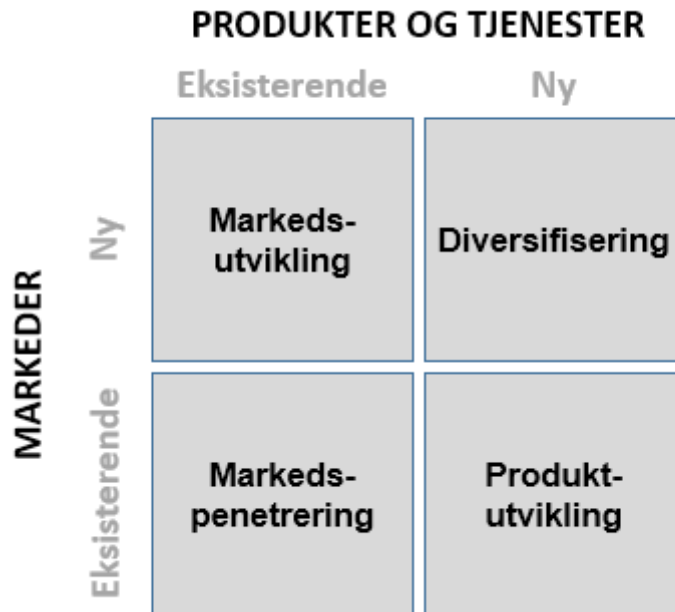 PRODUKTER OG TJENESTER
Eksisterende
Ny
MARKEDER
Ny
Markeds-
utvikling
Diversifisering
Eksisterende
Markeds-
penetrering
Produkt-
utvikling